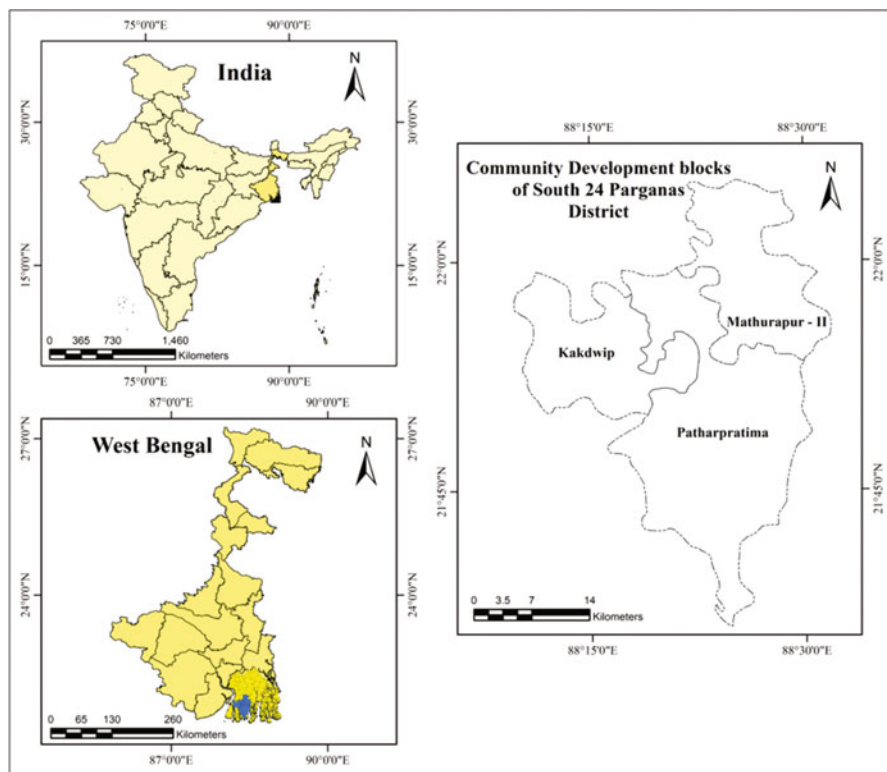 75°0'0"E 90°0'0"E
India
N
30°0'0"N
30°0'0"N
15°0'0"N
15°0'0"N
0 365 730 1,460
Kilometers
75°0'0"E 90°0'0"E
87°0'0"E 90°0'0"E
West Bengal
N
27°0'0"N
27°0'0"N
24°0'0"N
24°0'0"N
0 65 130 260
Kilometers
87°0'0"E 90°0'0"E
88°15'0"E 88°30'0"E
Community Development blocks
of South 24 Parganas
District
N
22°0'0"N
22°0'0"N
Mathurapur - II
Kakdwip
Patharpratima
21°45'0"N
21°45'0"N
0 3.5 7 14
Kilometers
88°15'0"E 88°30'0"E